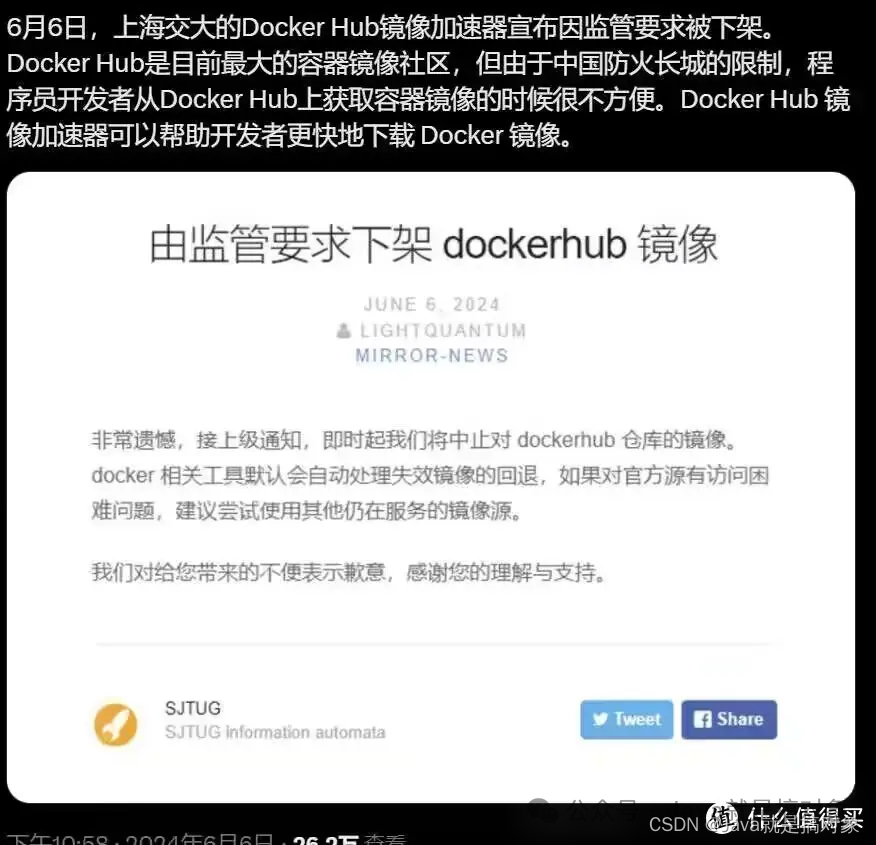 6月6日，上海交大的Docker Hub镜像加速器宣布因监管要求被下架。
Docker Hub是目前最大的容器镜像社区，但由于中国防火长城的限制，程
序员开发者从Docker Hub上获取容器镜像的时候很不方便。Docker Hub 镜
像加速器可以帮助开发者更快地下载 Docker 镜像。
由监管要求下架 dockerhub 镜像
JUNE 6, 2024
LIGHTQUANTUM
MIRROR-NEWS
非常遗憾，接上级通知，即时起我们将中止对 dockerhub 仓库的镜像。
docker 相关工具默认会自动处理失效镜像的回退，如果对官方源有访问困
难问题，建议尝试使用其他仍在服务的镜像源。
我们对给您带来的不便表示歉意，感谢您的理解与支持。
SJTUG
SJTUG information automata
Tweet
Share
公众号
值 什么值得买
CSDN @java就是搞对象
下午10:58 · 2024年6月6日 · 26.2万 查看